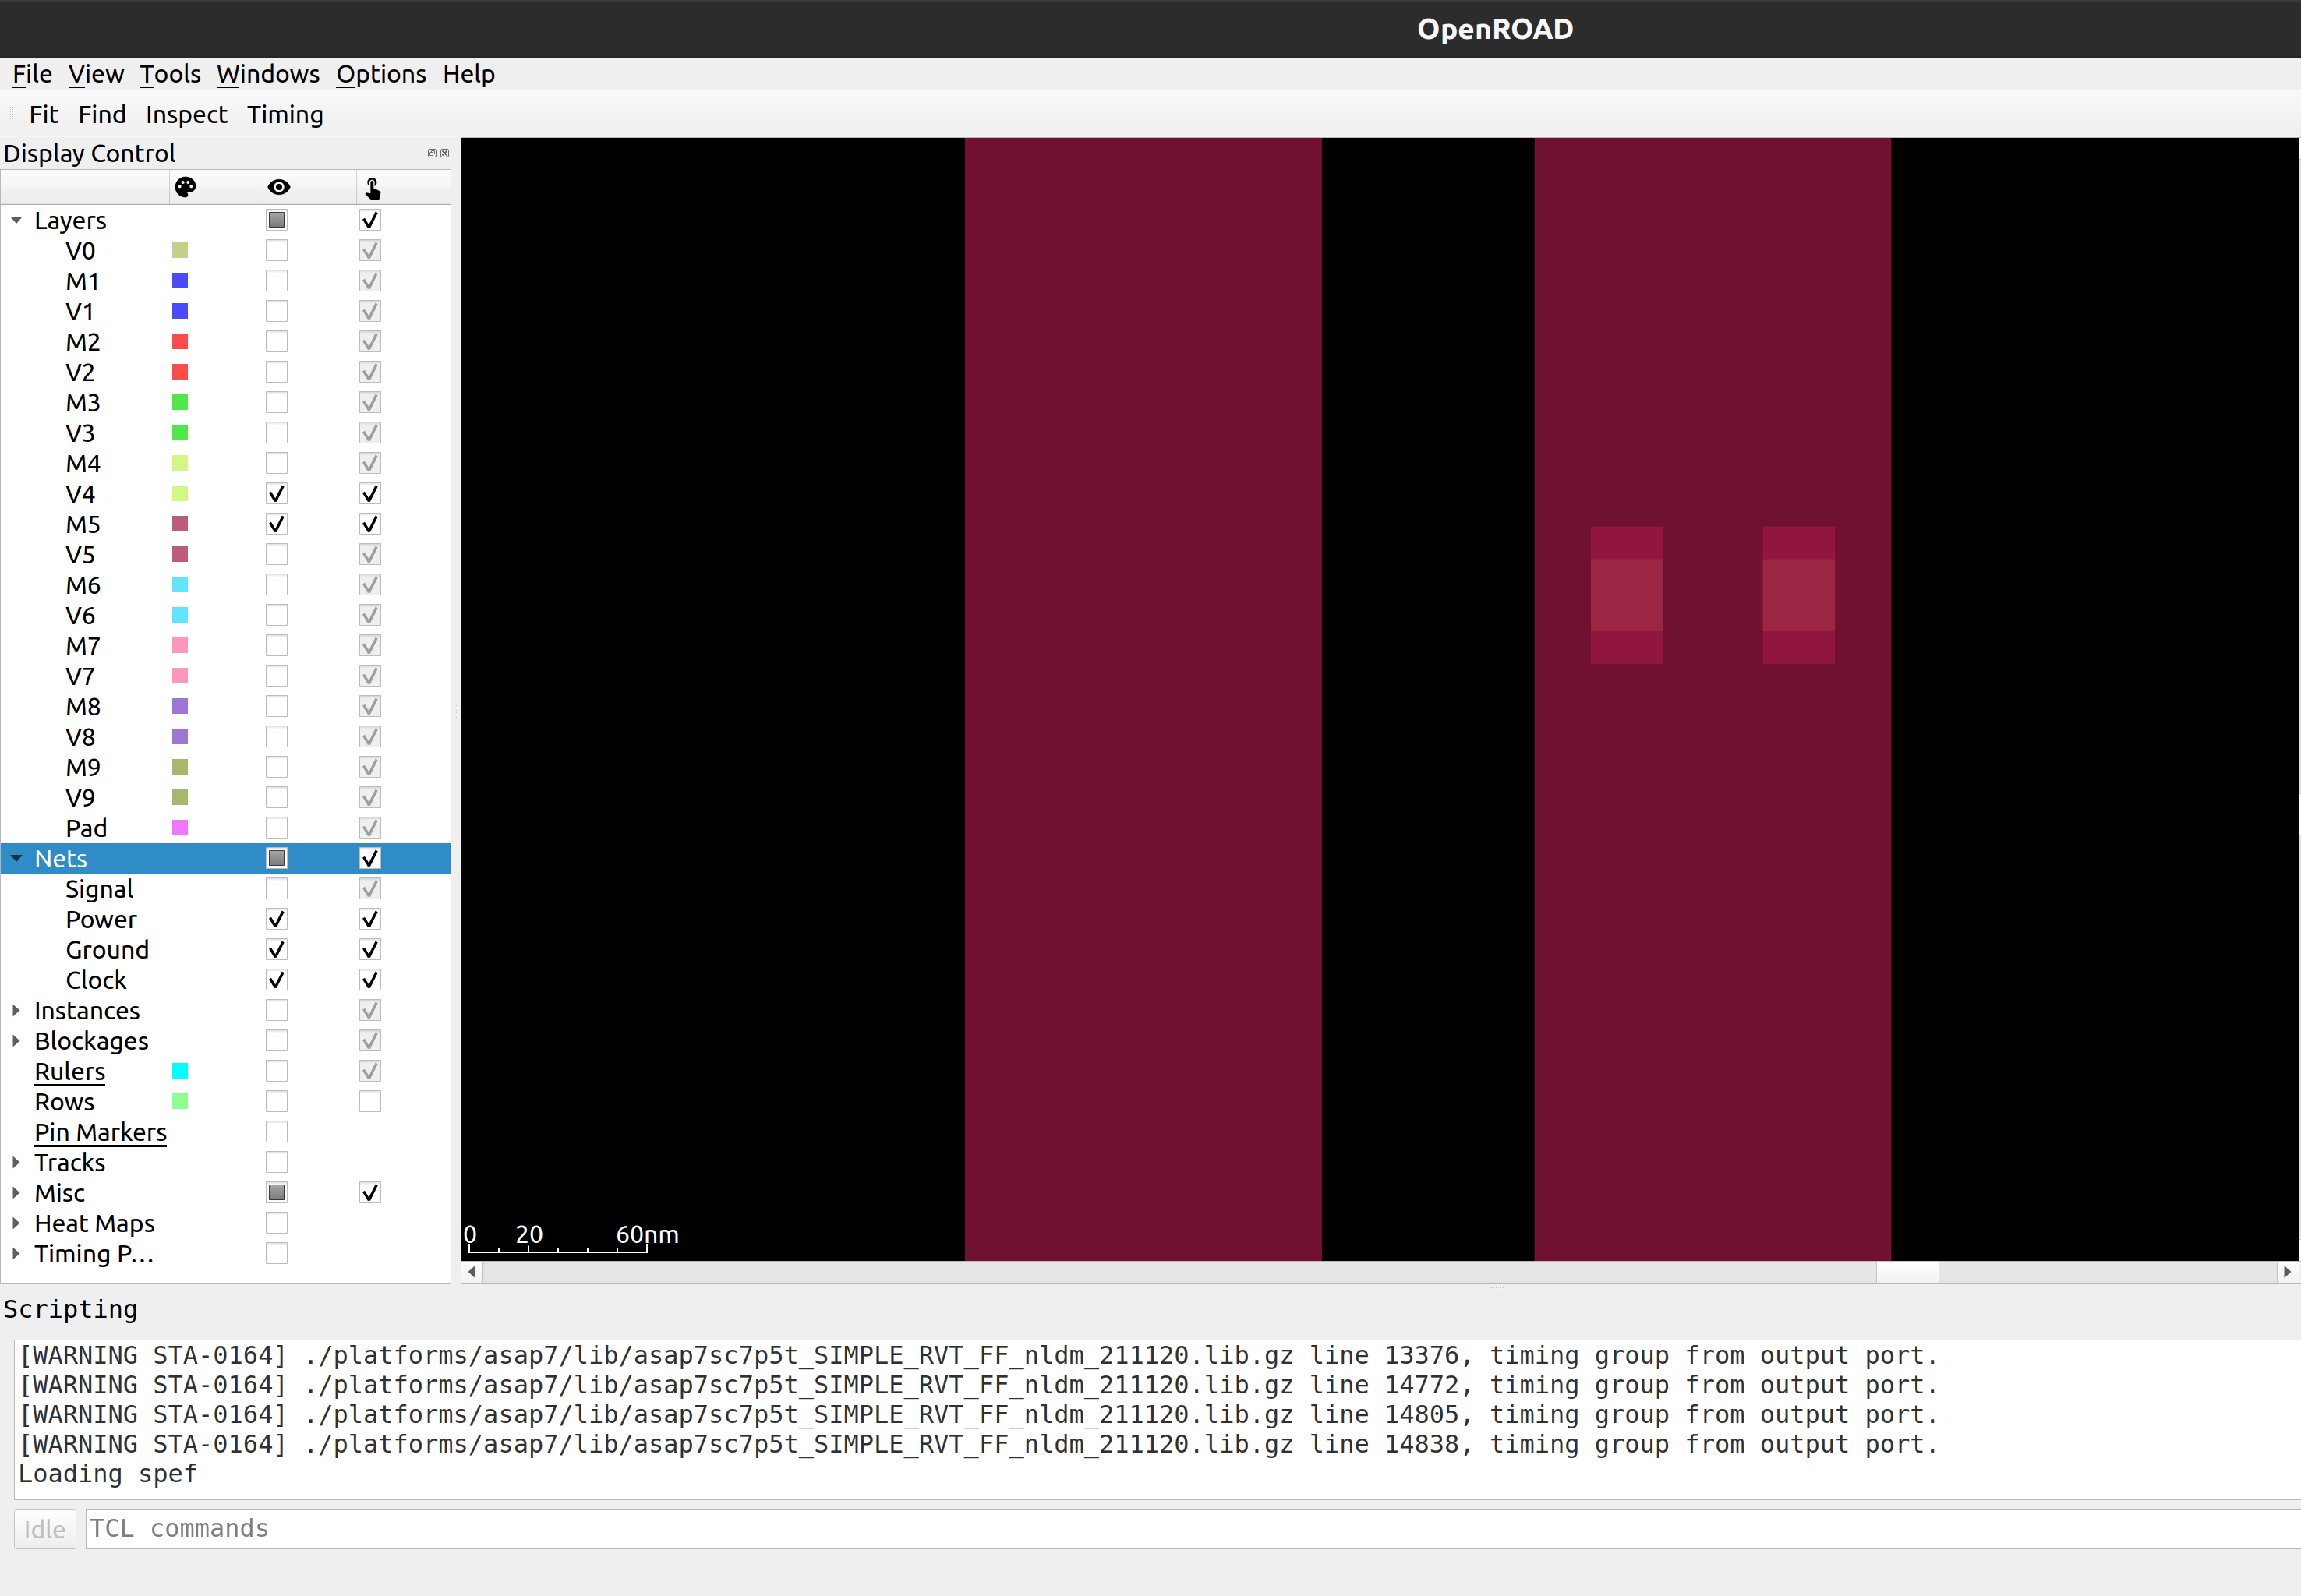 OpenROAD
File View Tools Windows Options Help
Fit Find Inspect Timing
Display Control
Layers
V0
M1
V1
M2
V2
M3
V3
M4
V4
M5
V5
M6
V6
M7
V7
M8
V8
M9
V9
Pad
Nets
Signal
Power
Ground
Clock
Instances
Blockages
Rulers
Rows
Pin Markers
Tracks
Misc
Heat Maps
Timing P...
0 20 60nm
Scripting
[WARNING STA-0164] ./platforms/asap7/lib/asap7sc7p5t_SIMPLE_RVT_FF_nldm_211120.lib.gz line 13376, timing group from output port.
[WARNING STA-0164] ./platforms/asap7/lib/asap7sc7p5t_SIMPLE_RVT_FF_nldm_211120.lib.gz line 14772, timing group from output port.
[WARNING STA-0164] ./platforms/asap7/lib/asap7sc7p5t_SIMPLE_RVT_FF_nldm_211120.lib.gz line 14805, timing group from output port.
[WARNING STA-0164] ./platforms/asap7/lib/asap7sc7p5t_SIMPLE_RVT_FF_nldm_211120.lib.gz line 14838, timing group from output port.
Loading spef
Idle TCL commands